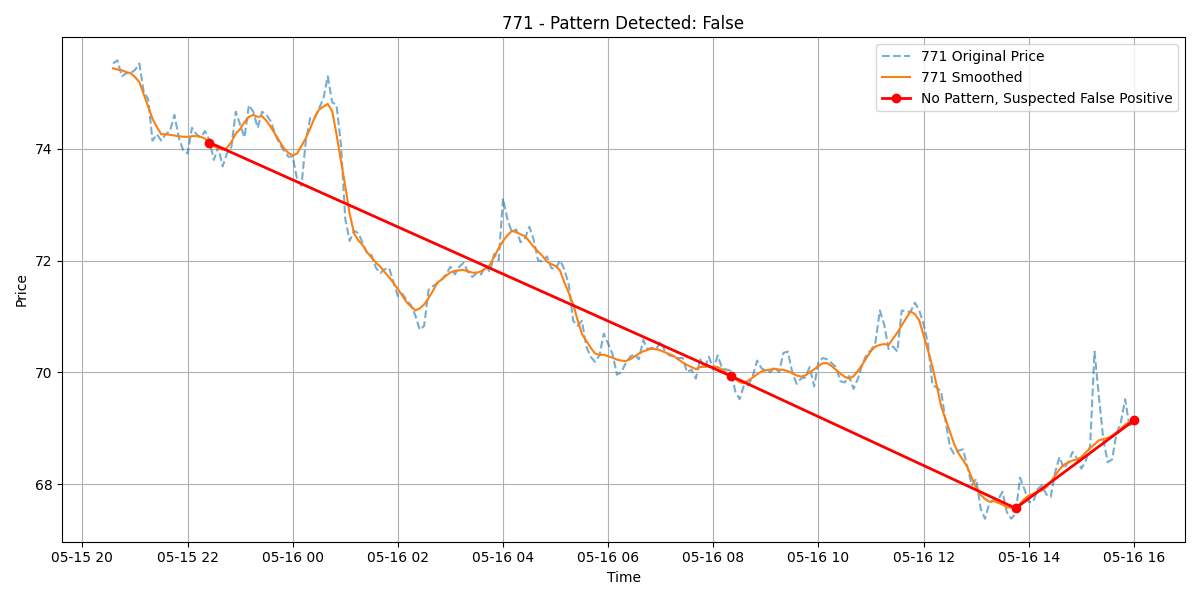 771 - Pattern Detected: False
771 Original Price
771 Smoothed
No Pattern, Suspected False Positive
Price
74
72
70
68
05-15 20
05-15 22
05-16 00
05-16 02
05-16 04
05-16 06
05-16 08
05-16 10
05-16 12
05-16 14
05-16 16
Time